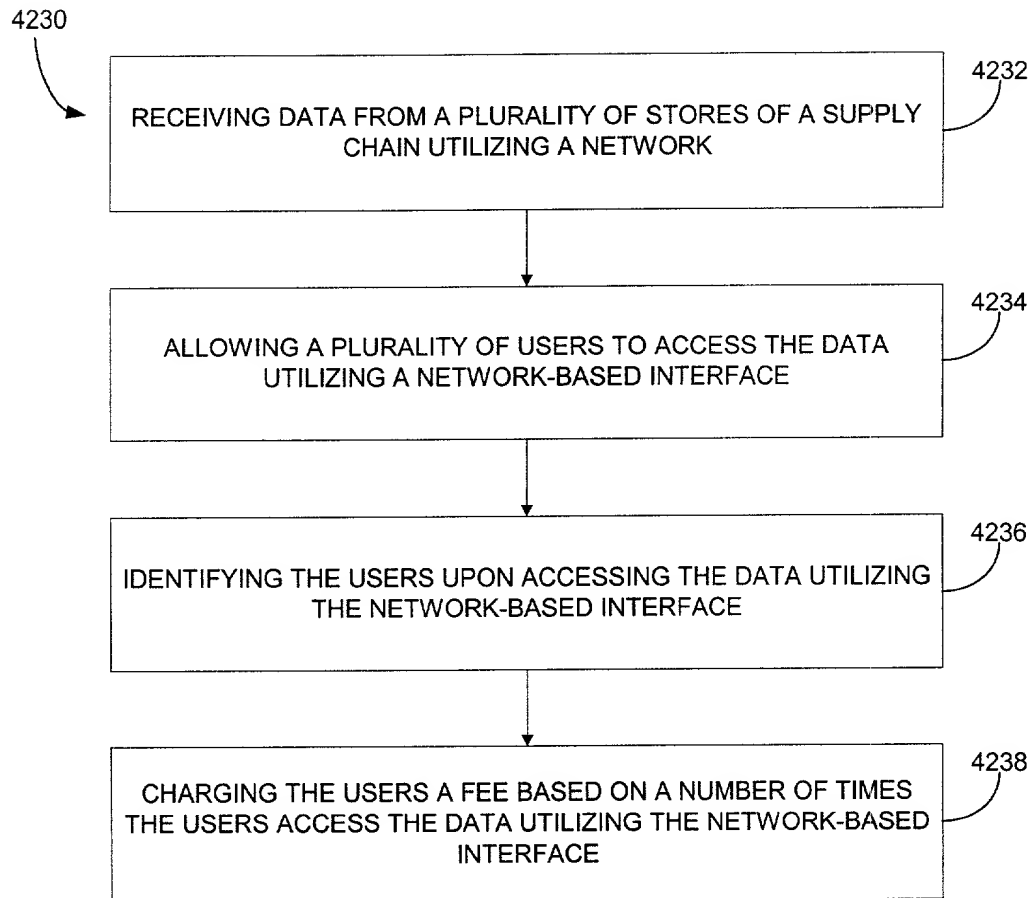 4230
4232
RECEIVING DATA FROM A PLURALITY OF STORES OF A SUPPLY
CHAIN UTILIZING A NETWORK
4234
ALLOWING A PLURALITY OF USERS TO ACCESS THE DATA
UTILIZING A NETWORK-BASED INTERFACE
4236
IDENTIFYING THE USERS UPON ACCESSING THE DATA UTILIZING
THE NETWORK-BASED INTERFACE
4238
CHARGING THE USERS A FEE BASED ON A NUMBER OF TIMES
THE USERS ACCESS THE DATA UTILIZING THE NETWORK-BASED
INTERFACE